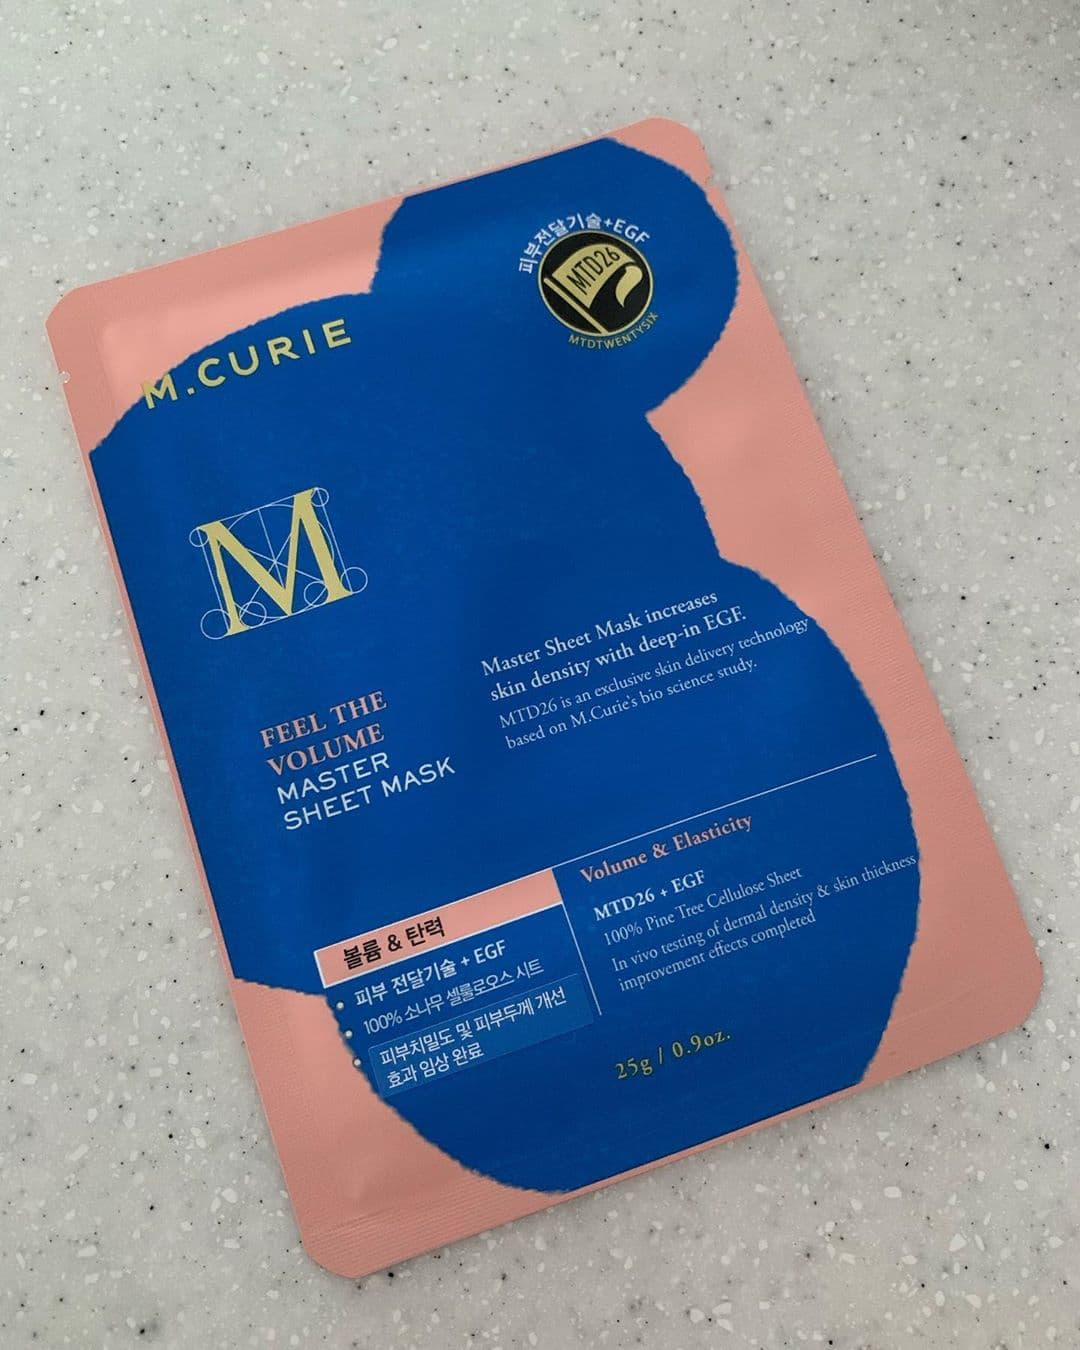 피부전달기술+EGF
MTD26
MTDTWENTYSIX
M.CURIE
M
Master Sheet Mask increases
skin density with deep-in EGF.
MTD26 is an exclusive skin delivery technology
based on M.Curie's bio science study.
FEEL THE
VOLUME
MASTER
SHEET MASK
Volume & Elasticity
MTD26 + EGF
100% Pine Tree Cellulose Sheet
In vivo testing of dermal density & skin thickness
improvement effects completed
볼륨 & 탄력
• 피부 전달기술 + EGF
• 100% 소나무 셀룰로오스 시트
• 피부치밀도 및 피부두께 개선
효과 임상 완료
25g / 0.9oz.